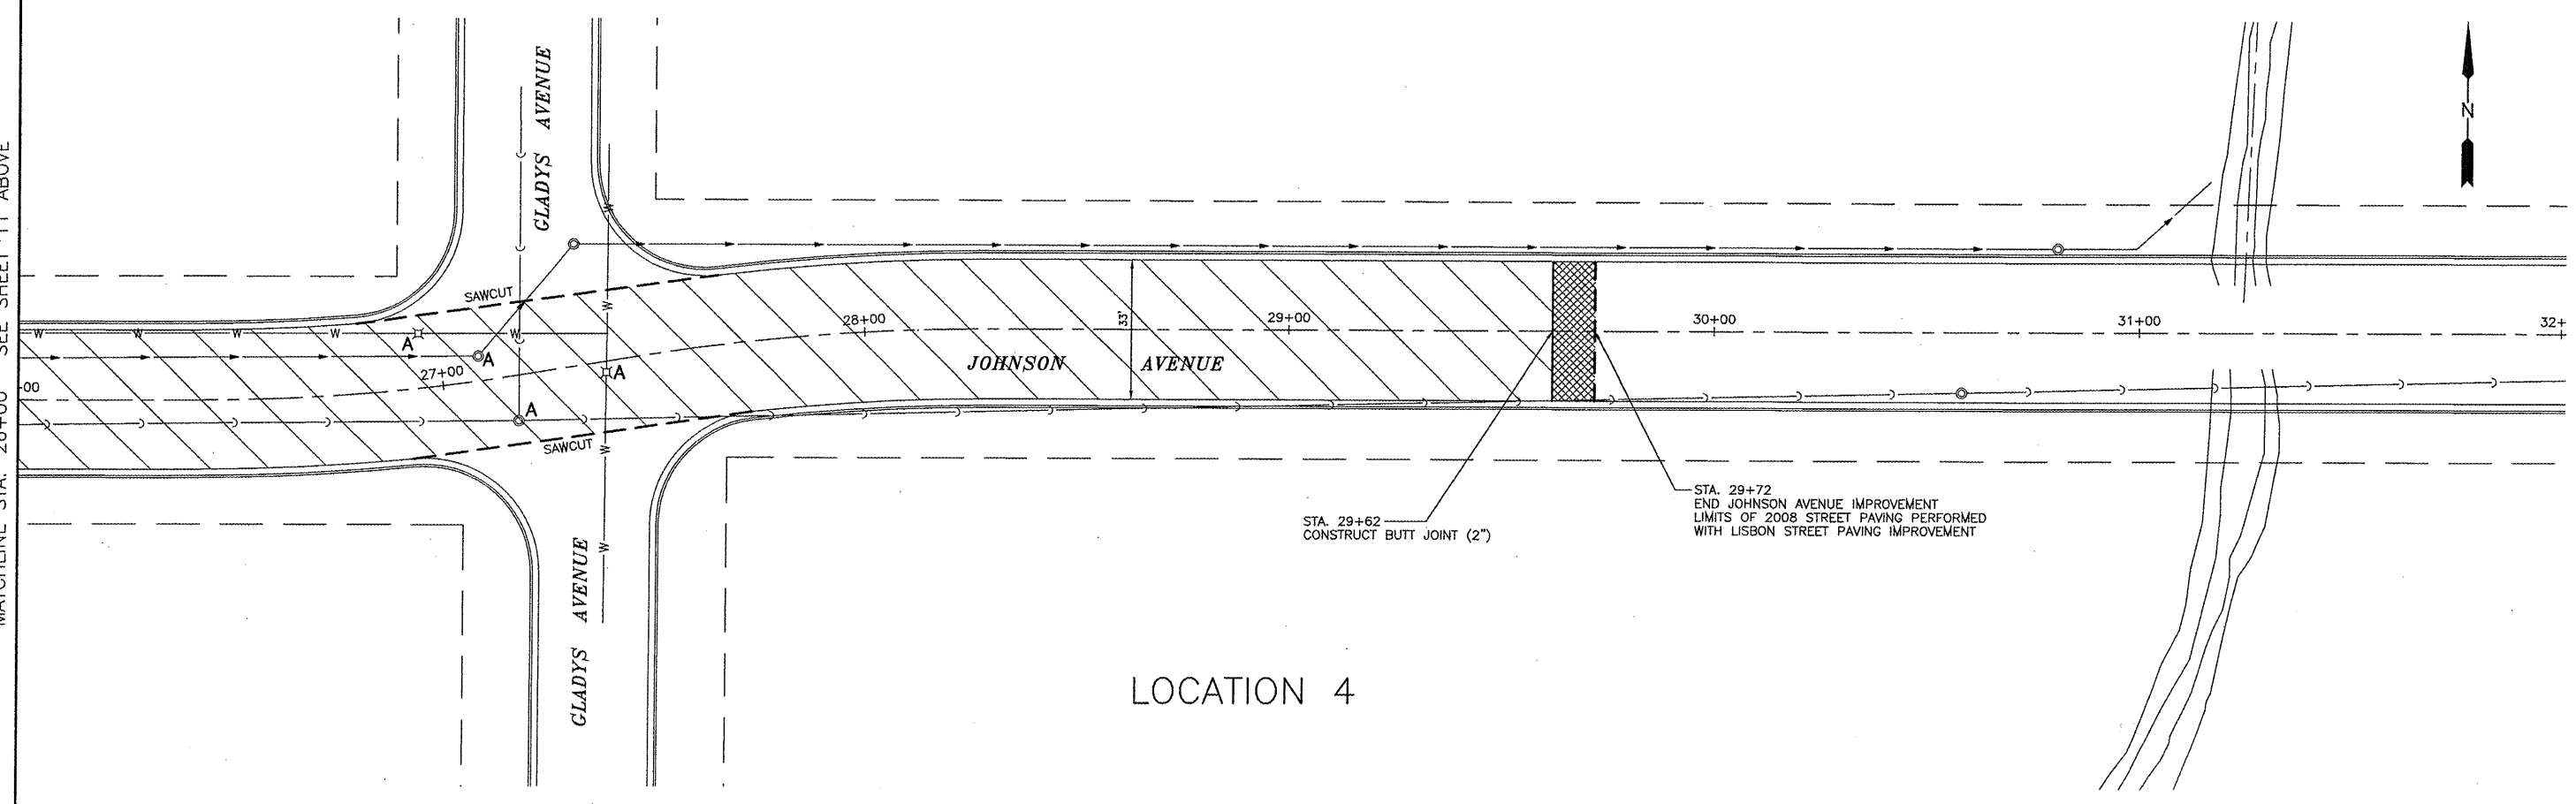 MATCHLINE STA. 26+00 SEE SHEET 11 ABOVE
GLADYS AVENUE
N
SAWCUT
W W W W W W W W W W
A
A
A
A
+00
27+00
28+00
29+00
30+00
31+00
32+
33'
JOHNSON AVENUE
SAWCUT
GLADYS AVENUE
STA. 29+62
CONSTRUCT BUTT JOINT (2")
STA. 29+72
END JOHNSON AVENUE IMPROVEMENT
LIMITS OF 2008 STREET PAVING PERFORMED
WITH LISBON STREET PAVING IMPROVEMENT
LOCATION 4